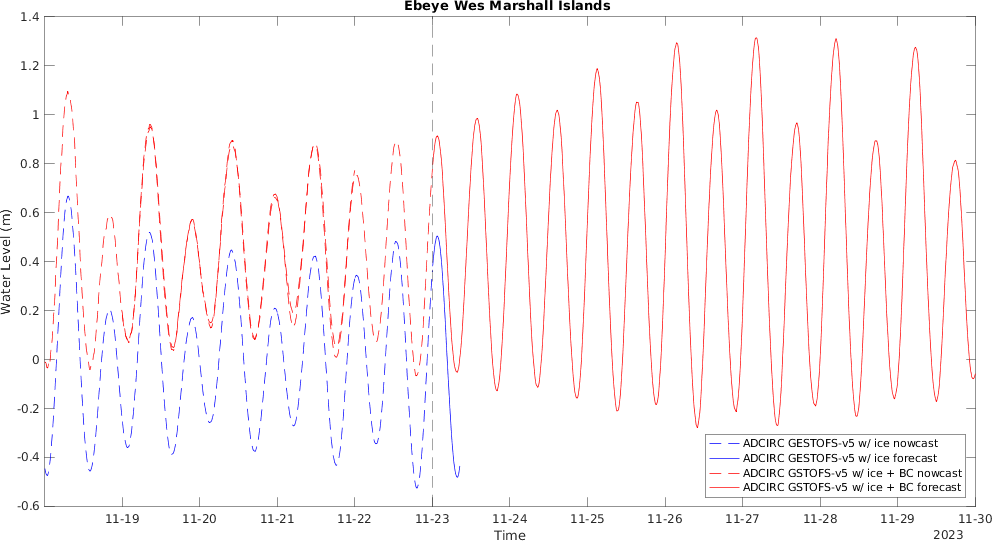 Ebeye Wes Marshall Islands
1.4
1.2
1
0.8
0.6
0.4
0.2
0
-0.2
-0.4
-0.6
Water Level (m)
ADCIRC GESTOFS-v5 w/ ice nowcast
ADCIRC GESTOFS-v5 w/ ice forecast
ADCIRC GSTOFS-v5 w/ ice + BC nowcast
ADCIRC GSTOFS-v5 w/ ice + BC forecast
11-19 11-20 11-21 11-22 11-23 11-24 11-25 11-26 11-27 11-28 11-29 11-30
Time
2023